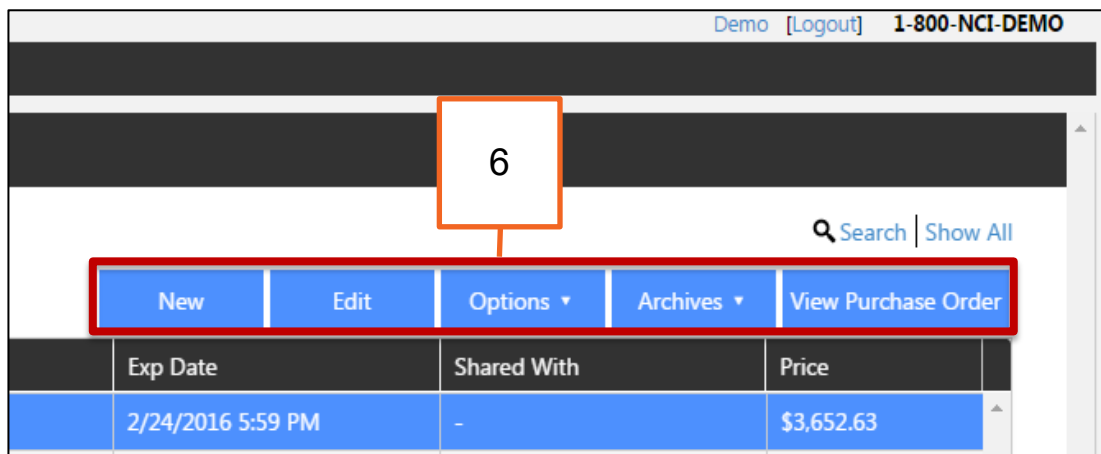 Demo [Logout] 1-800-NCI-DEMO
6
Search | Show All
New Edit Options ▾ Archives ▾ View Purchase Order
Exp Date Shared With Price
2/24/2016 5:59 PM - $3,652.63